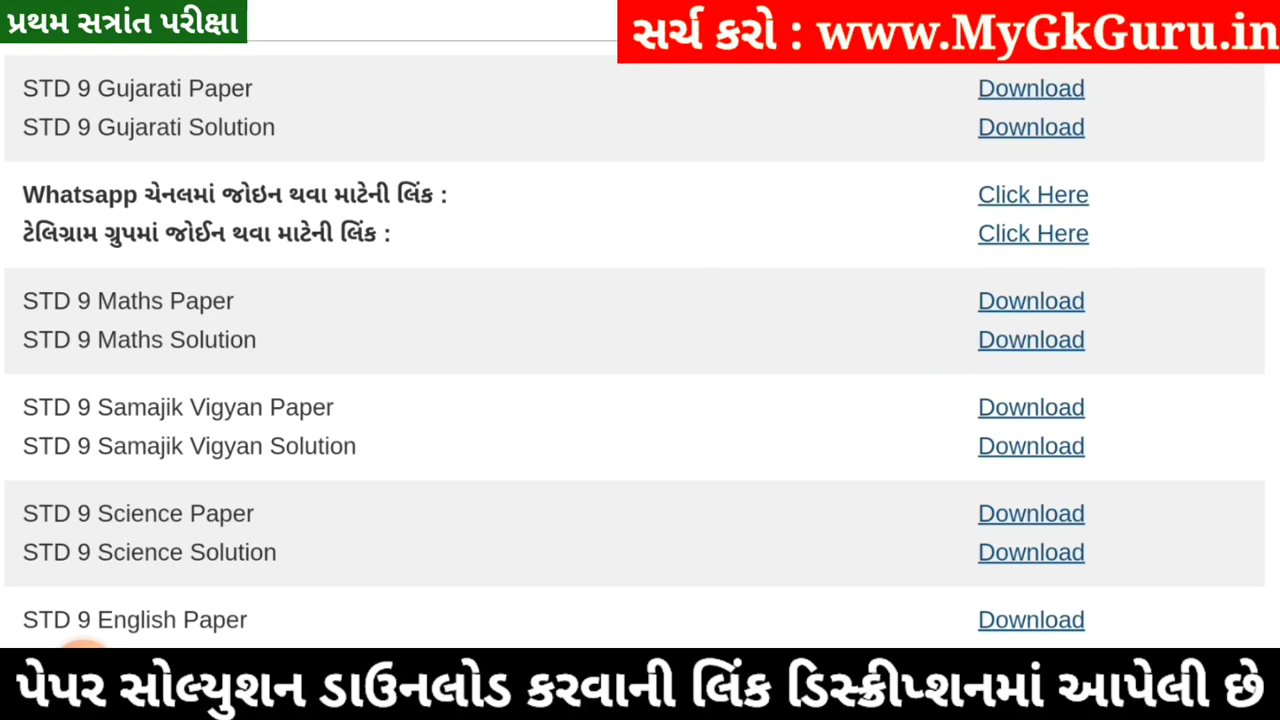 પ્રથમ સત્રાંત પરીક્ષા
સર્ચ કરો : www.MyGkGuru.in
STD 9 Gujarati Paper Download
STD 9 Gujarati Solution Download
Whatsapp ચેનલમાં જોઇન થવા માટેની લિંક : Click Here
ટેલિગ્રામ ગ્રુપમાં જોઈન થવા માટેની લિંક : Click Here
STD 9 Maths Paper Download
STD 9 Maths Solution Download
STD 9 Samajik Vigyan Paper Download
STD 9 Samajik Vigyan Solution Download
STD 9 Science Paper Download
STD 9 Science Solution Download
STD 9 English Paper Download
પેપર સોલ્યુશન ડાઉનલોડ કરવાની લિંક ડિસ્ક્રીપ્શનમાં આપેલી છે